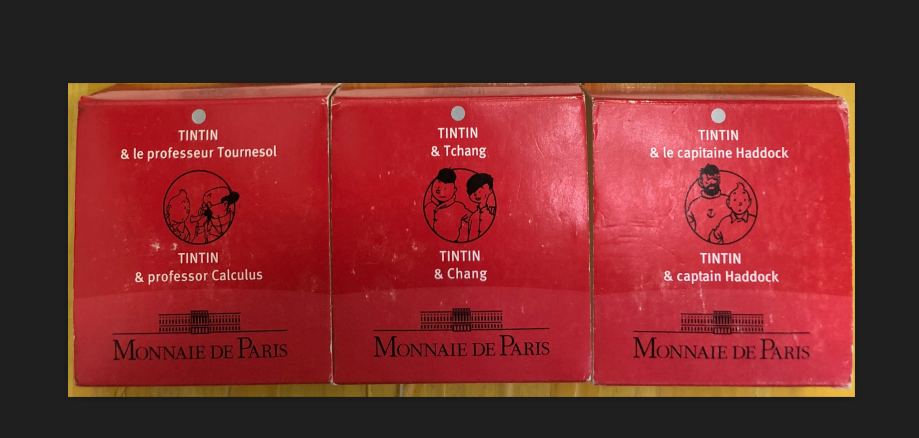 TINTIN
& le professeur Tournesol
TINTIN
& professor Calculus
MONNAIE DE PARIS
TINTIN
& Tchang
TINTIN
& Chang
MONNAIE DE PARIS
TINTIN
& le capitaine Haddock
TINTIN
& captain Haddock
MONNAIE DE PARIS